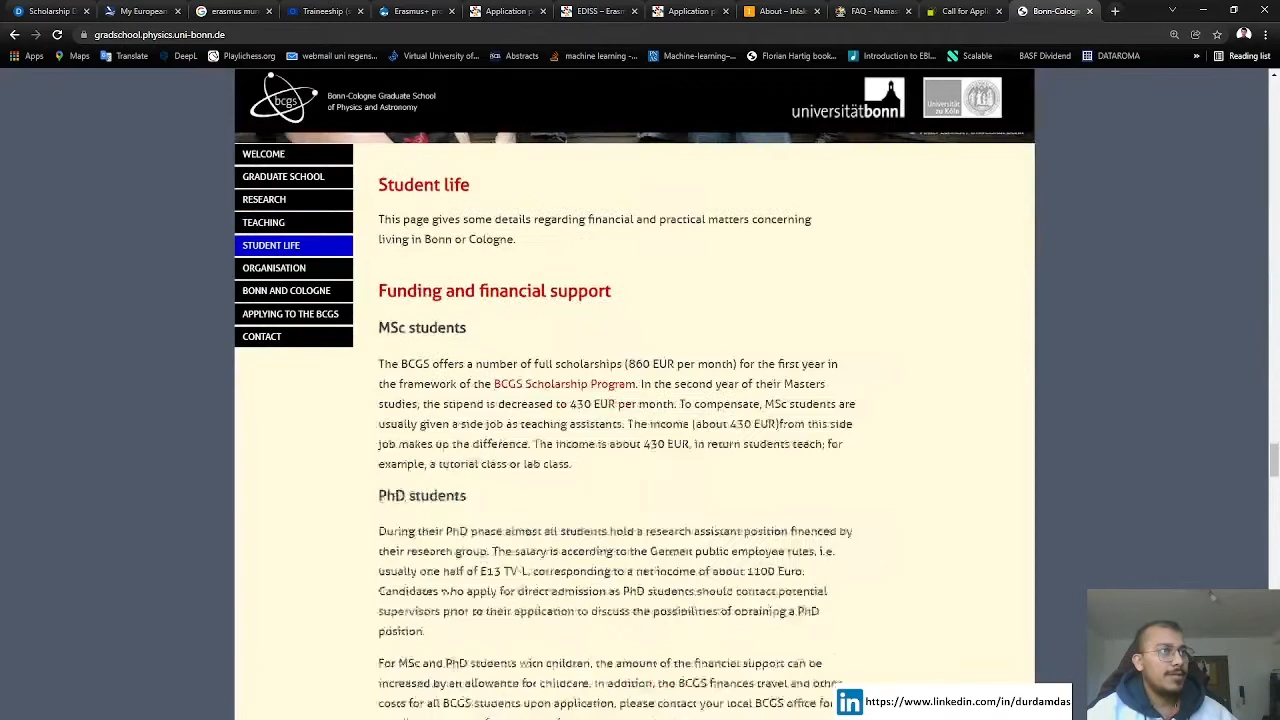 Scholarship D
My European
erasmus mun
Traineeship
Erasmus+ pro
Application p
EDISS – Erasm
Application p
About – Inlak
FAQ - Namas
Call for Applic
Bonn-Cologn
gradschool.physics.uni-bonn.de
Apps
Maps
Translate
DeepL
Playlichess.org
webmail uni regens...
Virtual University of...
Abstracts
machine learning -...
Machine-learning–...
Florian Hartig book...
Introduction to EBI...
Scalable
BASF Dividend
DATAROMA
»
Reading list
bcgs
Bonn-Cologne Graduate School
of Physics and Astronomy
universitätbonn
Universität
zu Köln
WELCOME
GRADUATE SCHOOL
RESEARCH
TEACHING
STUDENT LIFE
ORGANISATION
BONN AND COLOGNE
APPLYING TO THE BCGS
CONTACT
Student life
This page gives some details regarding financial and practical matters concerning
living in Bonn or Cologne.
Funding and financial support
MSc students
The BCGS offers a number of full scholarships (860 EUR per month) for the first year in
the framework of the BCGS Scholarship Program. In the second year of their Masters
studies, the stipend is decreased to 430 EUR per month. To compensate, MSc students are
usually given a side job as teaching assistants. The income (about 430 EUR)from this side
job makes up the difference. The income is about 430 EUR, in return students teach; for
example, a tutorial class or lab class.
PhD students
During their PhD phase almost all students hold a research assistant position financed by
their research group. The salary is according to the German public employee rules, i.e.
usually one half of E13 TV-L, corresponding to a net income of about 1100 Euro.
Candidates who apply for direct admission as PhD students should contact potential
supervisors prior to their application to discuss the possibilities of obtaining a PhD
position.
For MSc and PhD students with children, the amount of the financial support can be
increased by an allowance for childcare. In addition, the BCGS finances travel and other
costs for all BCGS students upon application, please contact your local BCGS office for
in https://www.linkedin.com/in/durdamdas